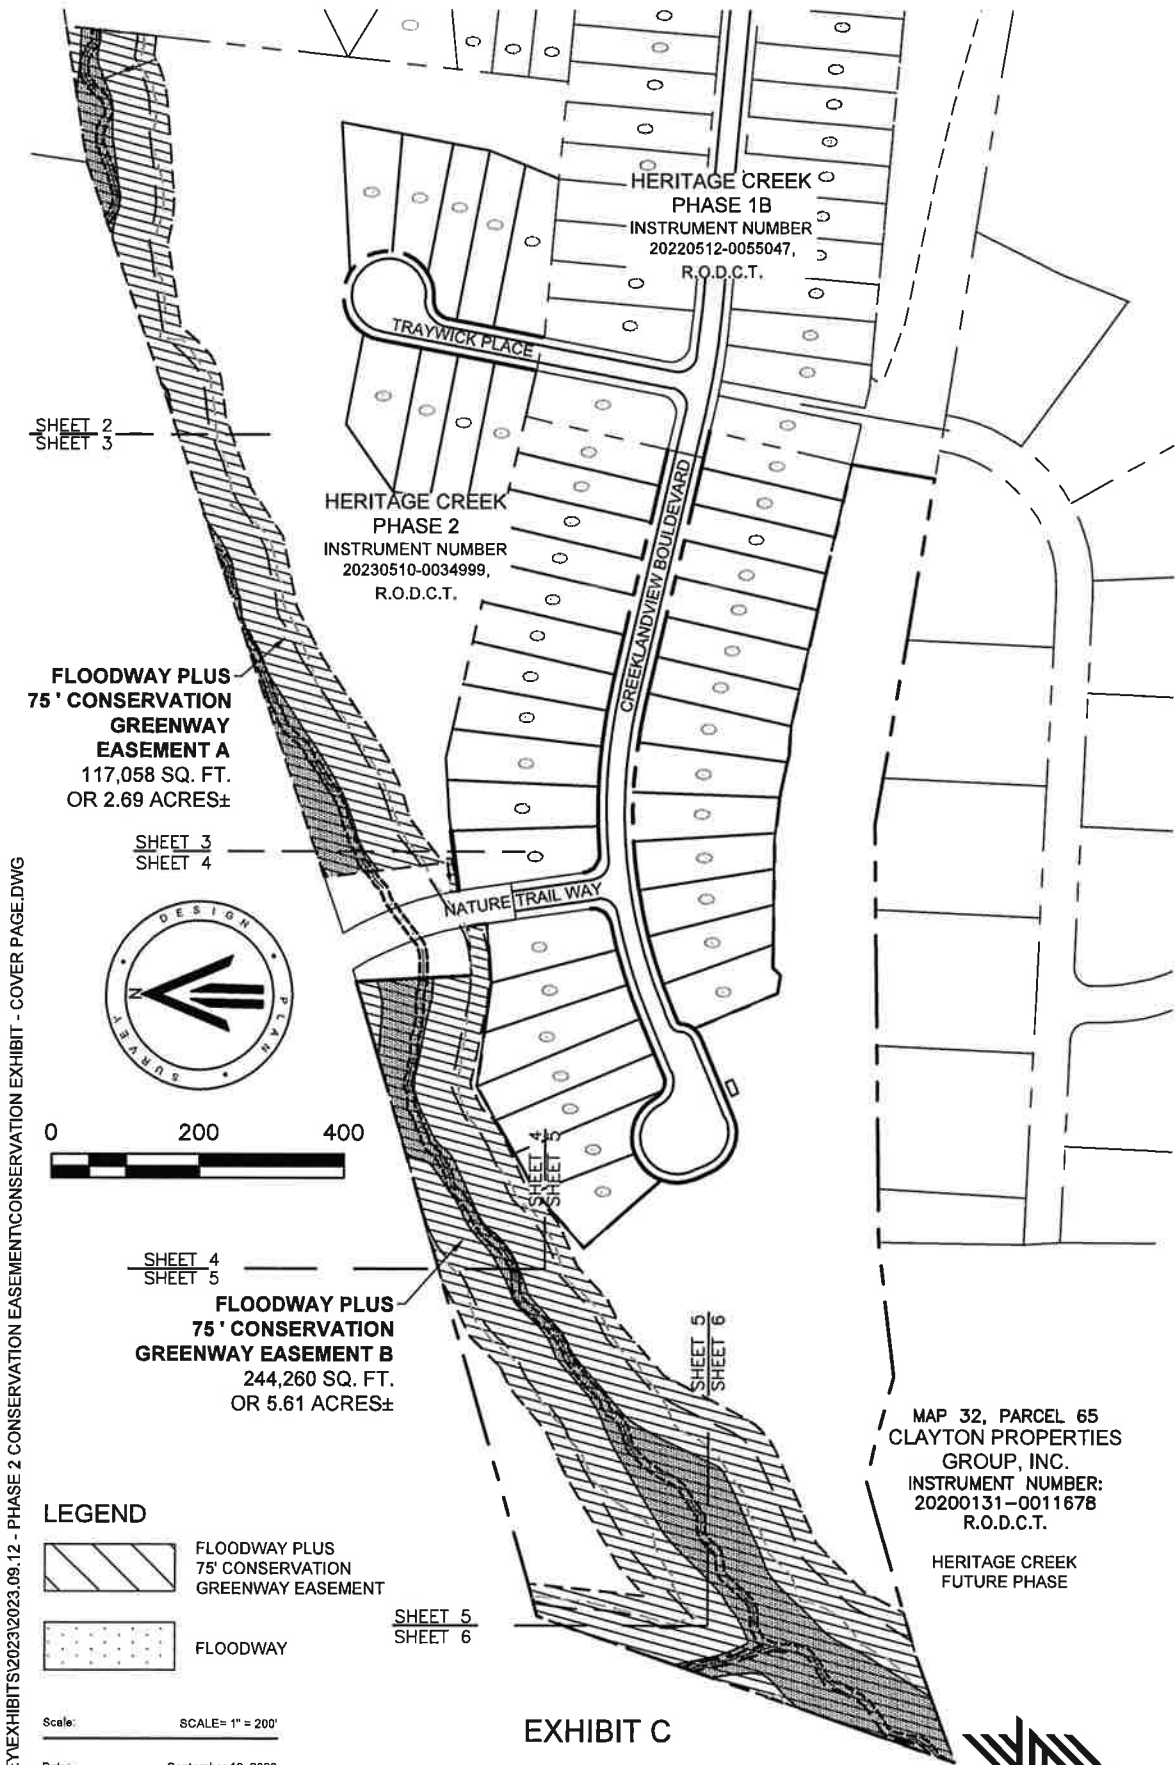 HERITAGE CREEK
PHASE 1B
INSTRUMENT NUMBER
20220512-0055047,
R.O.D.C.T.
TRAYWICK PLACE
SHEET 2
SHEET 3
HERITAGE CREEK
PHASE 2
INSTRUMENT NUMBER
20230510-0034999,
R.O.D.C.T.
CREEKLANDVIEW BOULDEVARD
FLOODWAY PLUS
75 ' CONSERVATION
GREENWAY
EASEMENT A
117,058 SQ. FT.
OR 2.69 ACRES±
SHEET 3
SHEET 4
NATURE TRAIL WAY
DESIGN
PLAN
SURVEY
N
0 200 400
SHEET 4
SHEET 5
SHEET 4
SHEET 5
FLOODWAY PLUS
75 ' CONSERVATION
GREENWAY EASEMENT B
244,260 SQ. FT.
OR 5.61 ACRES±
SHEET 5
SHEET 6
MAP 32, PARCEL 65
CLAYTON PROPERTIES
GROUP, INC.
INSTRUMENT NUMBER:
20200131-0011678
R.O.D.C.T.
HERITAGE CREEK
FUTURE PHASE
LEGEND
FLOODWAY PLUS
75' CONSERVATION
GREENWAY EASEMENT
FLOODWAY
SHEET 5
SHEET 6
Scale: SCALE= 1" = 200'
EXHIBIT C
Y\EXHIBITS\2023\2023.09.12 - PHASE 2 CONSERVATION EASEMENT\CONSERVATION EXHIBIT - COVER PAGE.DWG